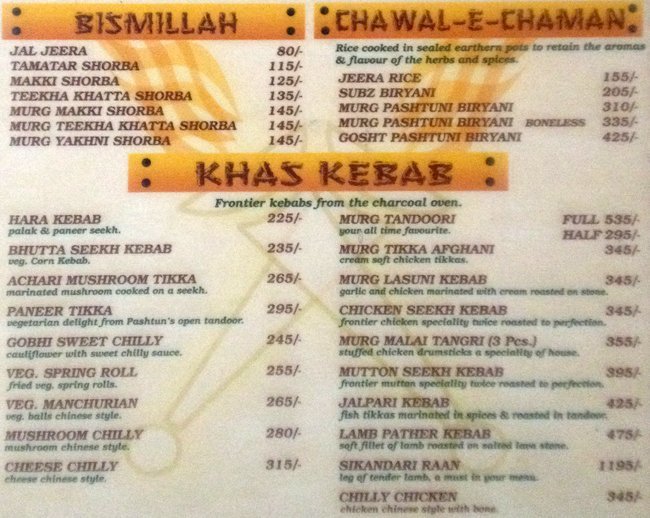 BISMILLAH
JAL JEERA 80/-
TAMATAR SHORBA 115/-
MAKKI SHORBA 125/-
TEEKHA KHATTA SHORBA 135/-
MURG MAKKI SHORBA 145/-
MURG TEEKHA KHATTA SHORBA 145/-
MURG YAKHNI SHORBA 145/-
CHAWAL-E-CHAMAN
Rice cooked in sealed earthern pots to retain the aromas
& flavour of the herbs and spices.
JEERA RICE 155/-
SUBZ BIRYANI 205/-
MURG PASHTUNI BIRYANI 310/-
MURG PASHTUNI BIRYANI BONELESS 335/-
GOSHT PASHTUNI BIRYANI 425/-
KHAS KEBAB
Frontier kebabs from the charcoal oven.
HARA KEBAB 225/-
palak & paneer seekh.
BHUTTA SEEKH KEBAB 235/-
veg. Corn Kebab.
ACHARI MUSHROOM TIKKA 265/-
marinated mushroom cooked on a seekh.
PANEER TIKKA 295/-
vegetarian delight from Pashtun's open tandoor.
GOBHI SWEET CHILLY 245/-
cauliflower with sweet chilly sauce.
VEG. SPRING ROLL 255/-
fried veg. spring rolls.
VEG. MANCHURIAN 265/-
veg. balls chinese style.
MUSHROOM CHILLY 280/-
mushroom chinese style.
CHEESE CHILLY 315/-
cheese chinese style.
MURG TANDOORI FULL 535/-
your all time favourite.
HALF 295/-
MURG TIKKA AFGHANI 345/-
cream soft chicken tikkas.
MURG LASUNI KEBAB 345/-
garlic and chicken marinated with cream roasted on stone.
CHICKEN SEEKH KEBAB 345/-
frontier chicken speciality twice roasted to perfection.
MURG MALAI TANGRI (3 Pcs.) 355/-
stuffed chicken drumsticks a speciality of house.
MUTTON SEEKH KEBAB 395/-
frontier muttan speciality twice roasted to perfection.
JALPARI KEBAB 425/-
fish tikkas marinated in spices & roasted in tandoor.
LAMB PATHER KEBAB 475/-
soft fillet of lamb roasted on salted lava stone.
SIKANDARI RAAN 1195/-
leg of tender lamb, a must in your menu.
CHILLY CHICKEN 345/-
chicken chinese style with bone.